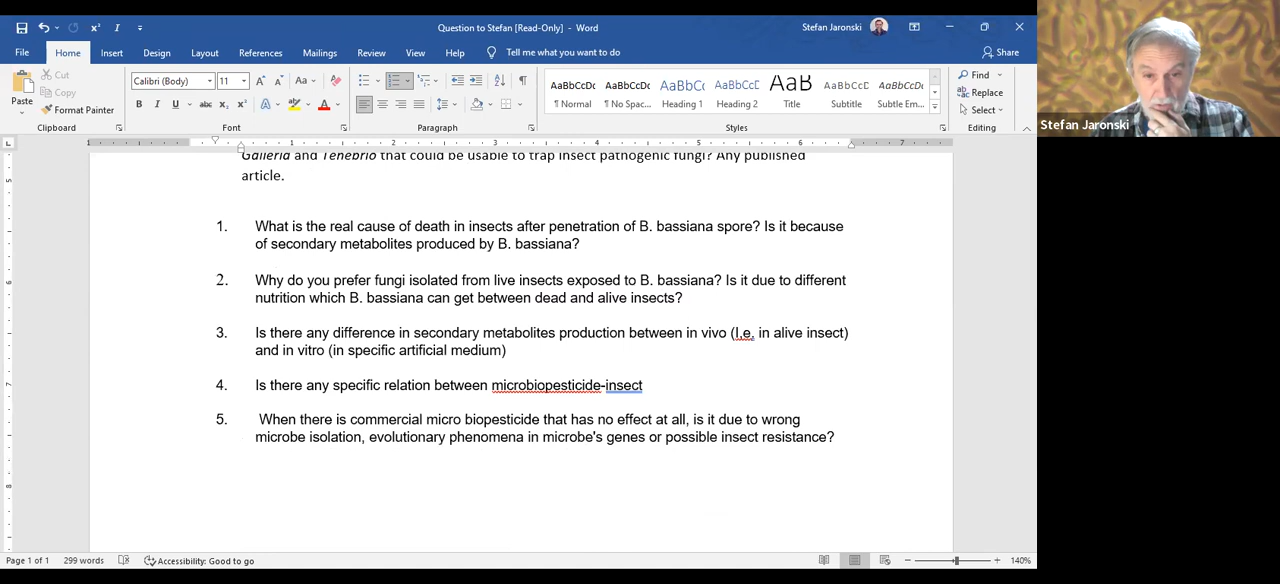 Question to Stefan [Read-Only] - Word
Stefan Jaronski
File Home Insert Design Layout References Mailings Review View Help Tell me what you want to do Share
Paste
Cut
Copy
Format Painter
Calibri (Body) 11
Clipboard Font Paragraph Styles Editing
AaBbCcDc AaBbCcDc AaBbCc AaBbCcC AaB AaBbCcC AaBbCcDc
¶ Normal ¶ No Spac... Heading 1 Heading 2 Title Subtitle Subtle Em...
Find
Replace
Select
Stefan Jaronski
Galleria and Tenebrio that could be usable to trap insect pathogenic fungi? Any published
article.
1. What is the real cause of death in insects after penetration of B. bassiana spore? Is it because
of secondary metabolites produced by B. bassiana?
2. Why do you prefer fungi isolated from live insects exposed to B. bassiana? Is it due to different
nutrition which B. bassiana can get between dead and alive insects?
3. Is there any difference in secondary metabolites production between in vivo (I.e. in alive insect)
and in vitro (in specific artificial medium)
4. Is there any specific relation between microbiopesticide-insect
5. When there is commercial micro biopesticide that has no effect at all, is it due to wrong
microbe isolation, evolutionary phenomena in microbe's genes or possible insect resistance?
Page 1 of 1 299 words Accessibility: Good to go 140%